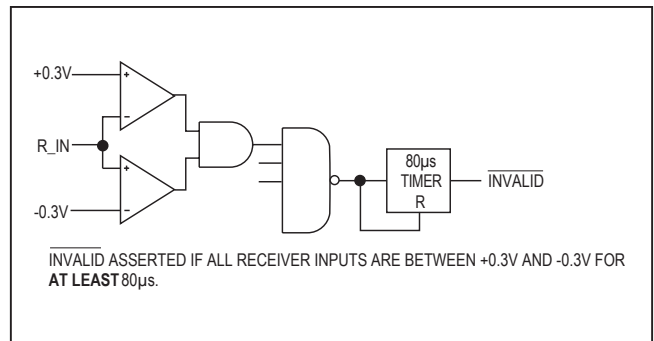 +0.3V
+
-
R_IN
+
-
-0.3V
80µs
TIMER
R
INVALID
INVALID ASSERTED IF ALL RECEIVER INPUTS ARE BETWEEN +0.3V AND -0.3V FOR
AT LEAST 80µs.